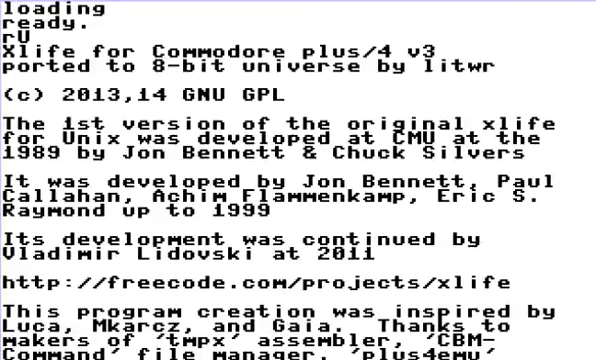 loading
ready.
rU
Xlife for Commodore plus/4 v3
ported to 8-bit universe by litwr
(c) 2013,14 GNU GPL
The 1st version of the original xlife
for Unix was developed at CMU at the
1989 by Jon Bennett & Chuck Silvers
It was developed by Jon Bennett, Paul
Callahan, Achim Flammenkamp, Eric S.
Raymond up to 1999
Its development was continued by
Vladimir Lidovski at 2011
http://freecode.com/projects/xlife
This program creation was inspired by
Luca, Mkarcz, and Gaia.  Thanks to
makers of 'tmpx' assembler, 'CBM-
Command' file manager, 'plus4emu'